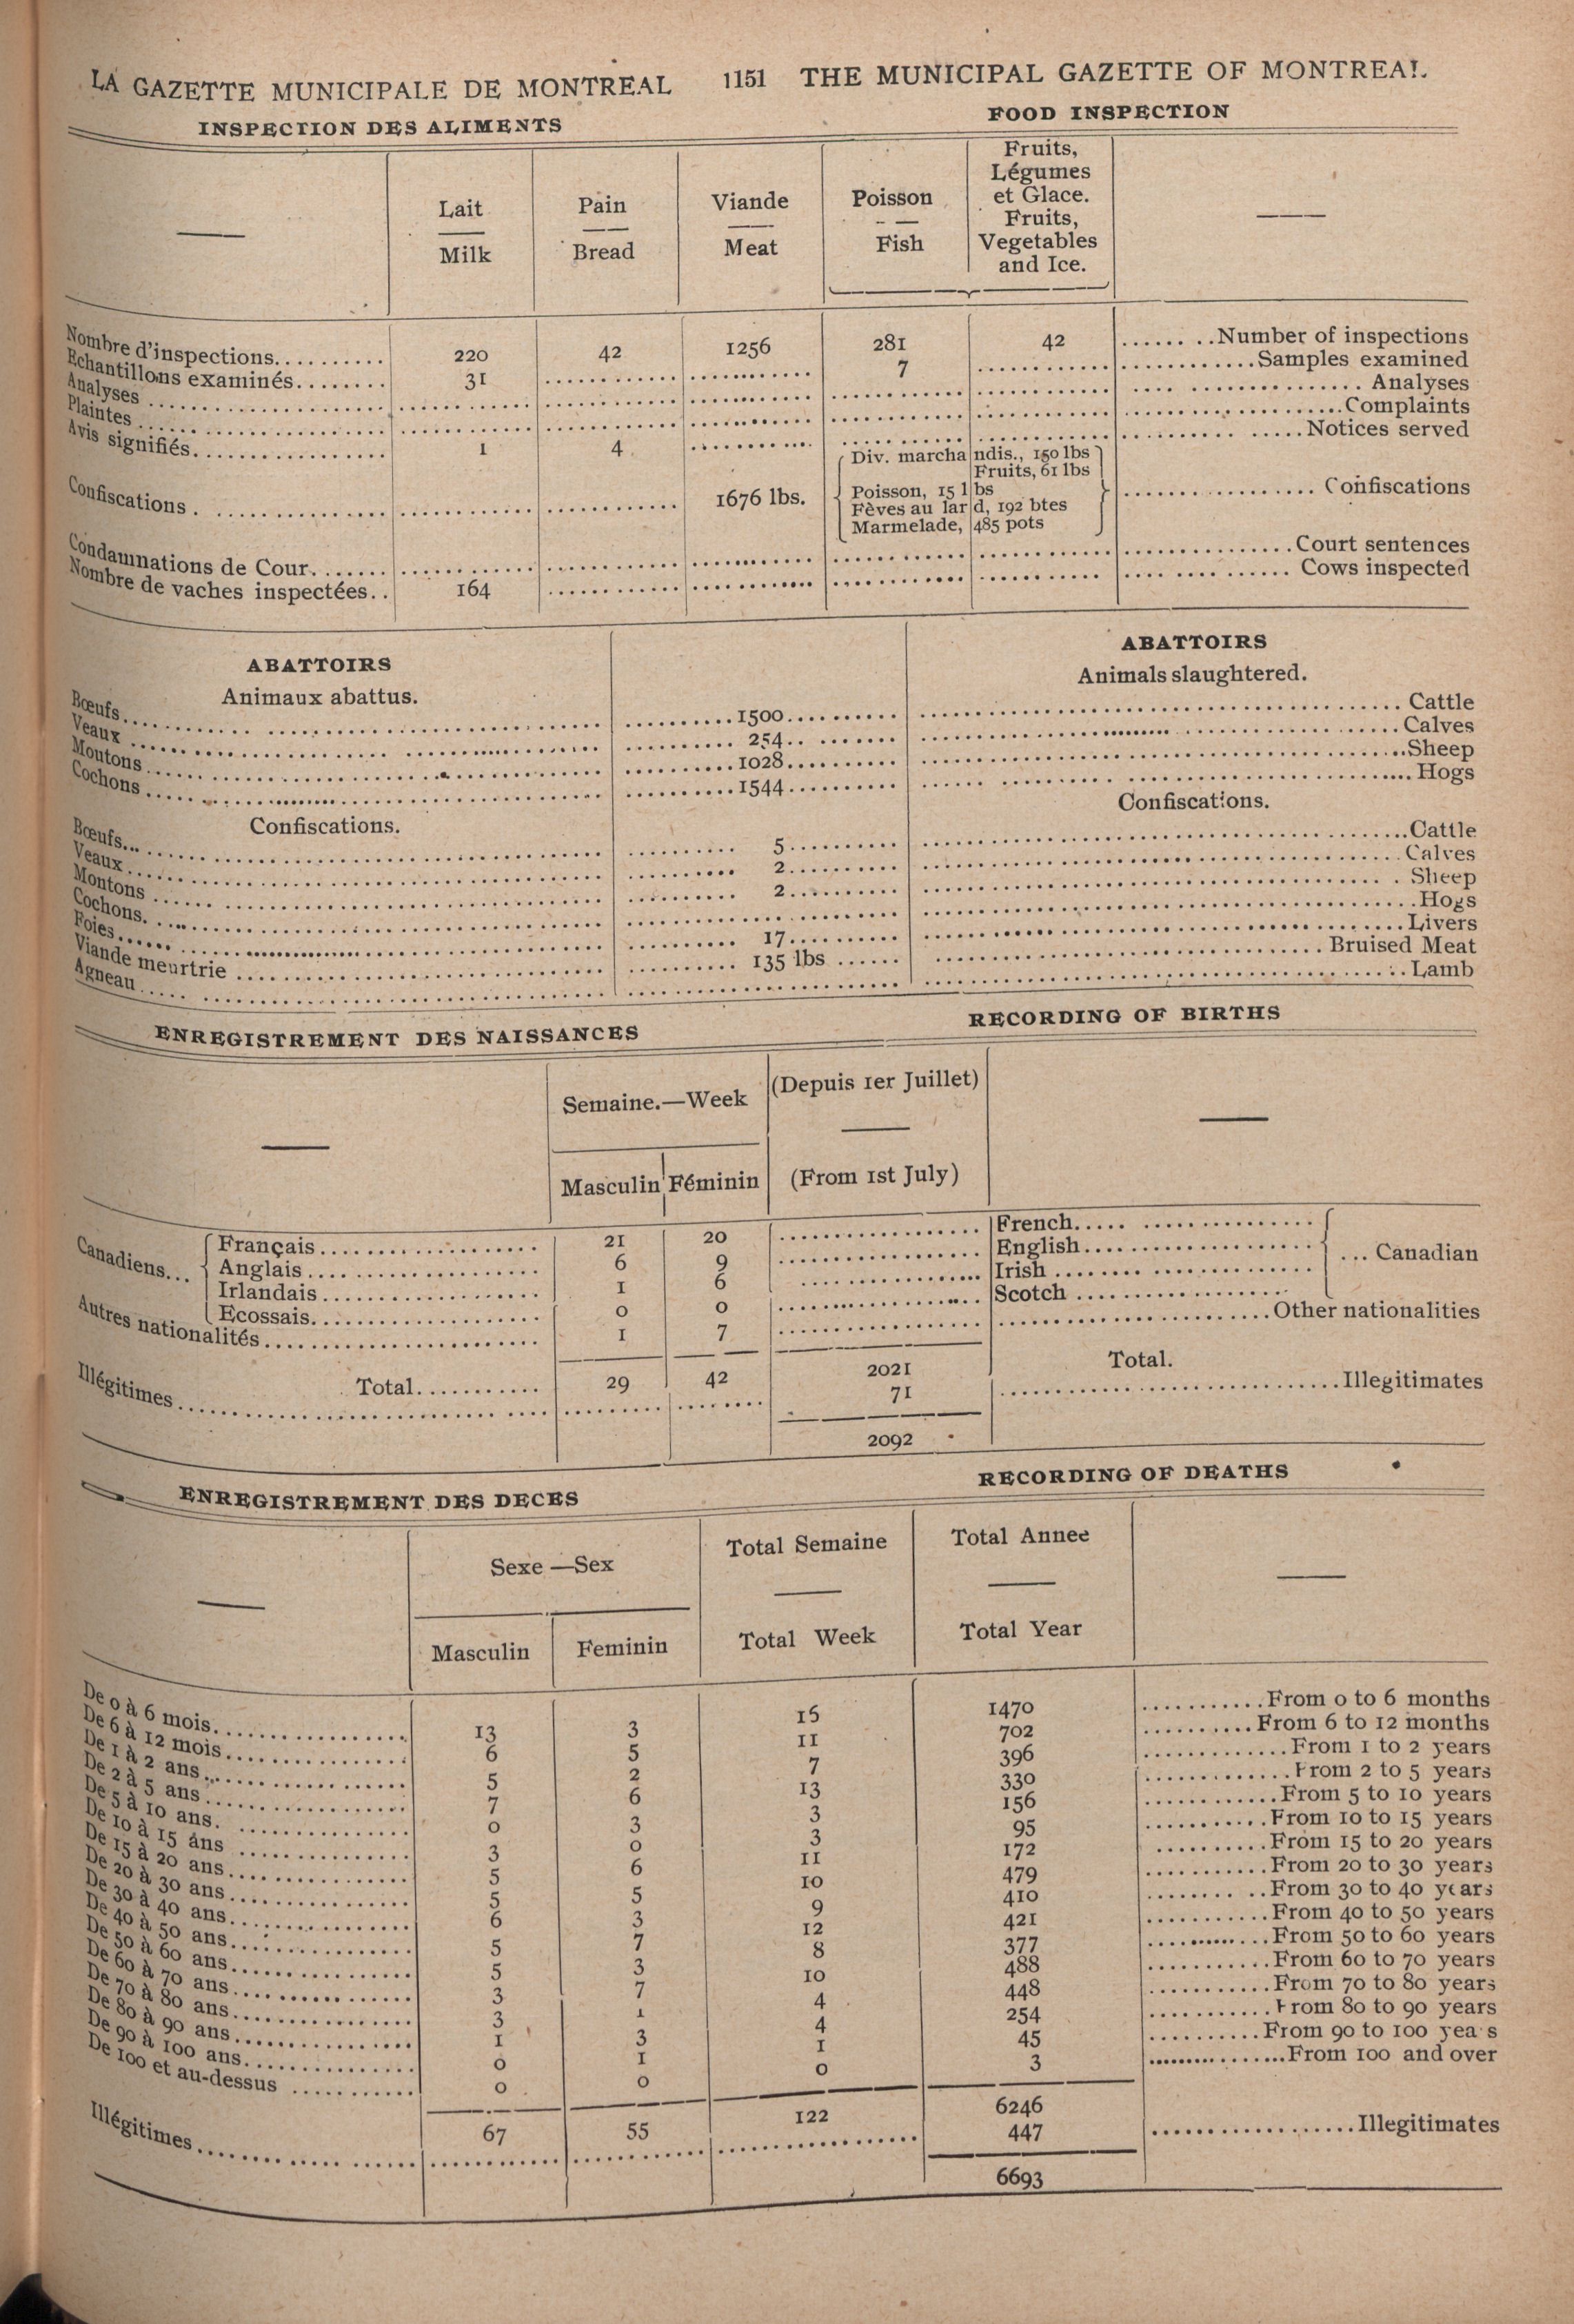 LA GAZETTE MUNICIPALE DE MONTREAL 1151 THE MUNICIPAL GAZETTE OF MONTREAL
INSPECTION DES ALIMENTS FOOD INSPECTION
Lait Milk Pain Bread Viande Meat Poisson Fish Fruits, Légumes et Glace. Fruits, Vegetables and Ice.
Nombre d'inspections.......... 220 42 1256 281 42 ........Number of inspections
Echantillons examinés........ 31 ............ ............ 7 ............ ............Samples examined
Analyses .................... ............ ............ ............ ............ ............ ............ Analyses
Plaintes .................... ............ ............ ............ ............ ............ ............Complaints
Avis signifiés................. 1 4 ............ ............ ............ ............Notices served
Confiscations . ............... ............ ............ 1676 lbs. Div. marchandis., 150 lbs ................. Confiscations
Fruits, 61 lbs
Poisson, 15 lbs
Fèves au lard, 192 btes
Marmelade, 485 pots
Condamnations de Cour........ ............ ............ ............ ............ ............ ............Court sentences
Nombre de vaches inspectées.. 164 ............ ............ ............ ............ ............ Cows inspected
ABATTOIRS ABATTOIRS
Animaux abattus. Animals slaughtered.
Bœufs.................... ..........1500.......... .................... Cattle
Veaux .................... .......... 254.. ....... ....................Calves
Moutons.................... ..........1028.......... ....................Sheep
Cochons.................... ..........1544.......... .................... Hogs
Confiscations. Confiscations.
Bœufs... .................... .......... 5.......... ....................Cattle
Veaux.................... .......... 2.......... ....................Calves
Montons .................... .......... 2.......... .................... Sheep
Cochons.................... .................... ....................Hogs
Foies.................... .......... 17.......... ....................Livers
Viande meurtrie .................... .......... 135 lbs ...... .................... Bruised Meat
Agneau..... .................... .................... ....................Lamb
ENREGISTREMENT DES NAISSANCES RECORDING OF BIRTHS
Semaine.—Week (Depuis 1er Juillet)
Masculin Féminin (From 1st July)
Canadiens... Français.................... 21 20 .................... French..... ............... ... Canadian
Anglais.................... 6 9 .................... English....................
Irlandais.................... 1 6 .................... Irish ....................
Ecossais.................... 0 0 .................... Scotch ....................
Autres nationalités.................... 1 7 .................... ....................Other nationalities
Total........... 29 42 2021 Total.
Illégitimes.................... .......... ......... 71 ....................Illegitimates
2092
ENREGISTREMENT DES DECES RECORDING OF DEATHS
Sexe—Sex Total Semaine Total Annee
Masculin Feminin Total Week Total Year
De 0 à 6 mois................. 13 3 16 1470 ...........From 0 to 6 months
De 6 à 12 mois................ 6 5 11 702 ..........From 6 to 12 months
De 1 à 2 ans.................. 5 2 7 396 .............From 1 to 2 years
De 2 à 5 ans.................. 7 6 13 330 .............From 2 to 5 years
De 5 à 10 ans. ............... 0 3 3 156 ............From 5 to 10 years
De 10 à 15 ans ............... 3 0 3 95 ...........From 10 to 15 years
De 15 à 20 ans................ 5 6 11 172 ..........From 15 to 20 years
De 20 à 30 ans................ 5 5 10 479 ...........From 20 to 30 years
De 30 à 40 ans................ 6 3 9 410 ........ ..From 30 to 40 years
De 40 à 50 ans................ 5 7 12 421 ...........From 40 to 50 years
De 50 à 60 ans................ 5 3 8 377 ...........From 50 to 60 years
De 60 à 70 ans................ 3 7 10 488 ...........From 60 to 70 years
De 70 à 80 ans................ 3 1 4 448 ...........From 70 to 80 years
De 80 à 90 ans................ 1 3 4 254 ...........From 80 to 90 years
De 90 à 100 ans............... 0 1 1 45 ..........From 90 to 100 yea s
De 100 et au-dessus ........... 0 0 0 3 ...............From 100 and over
67 55 122 6246
Illégitimes.................... ............ ............ .................. 447 ..................Illegitimates
6693